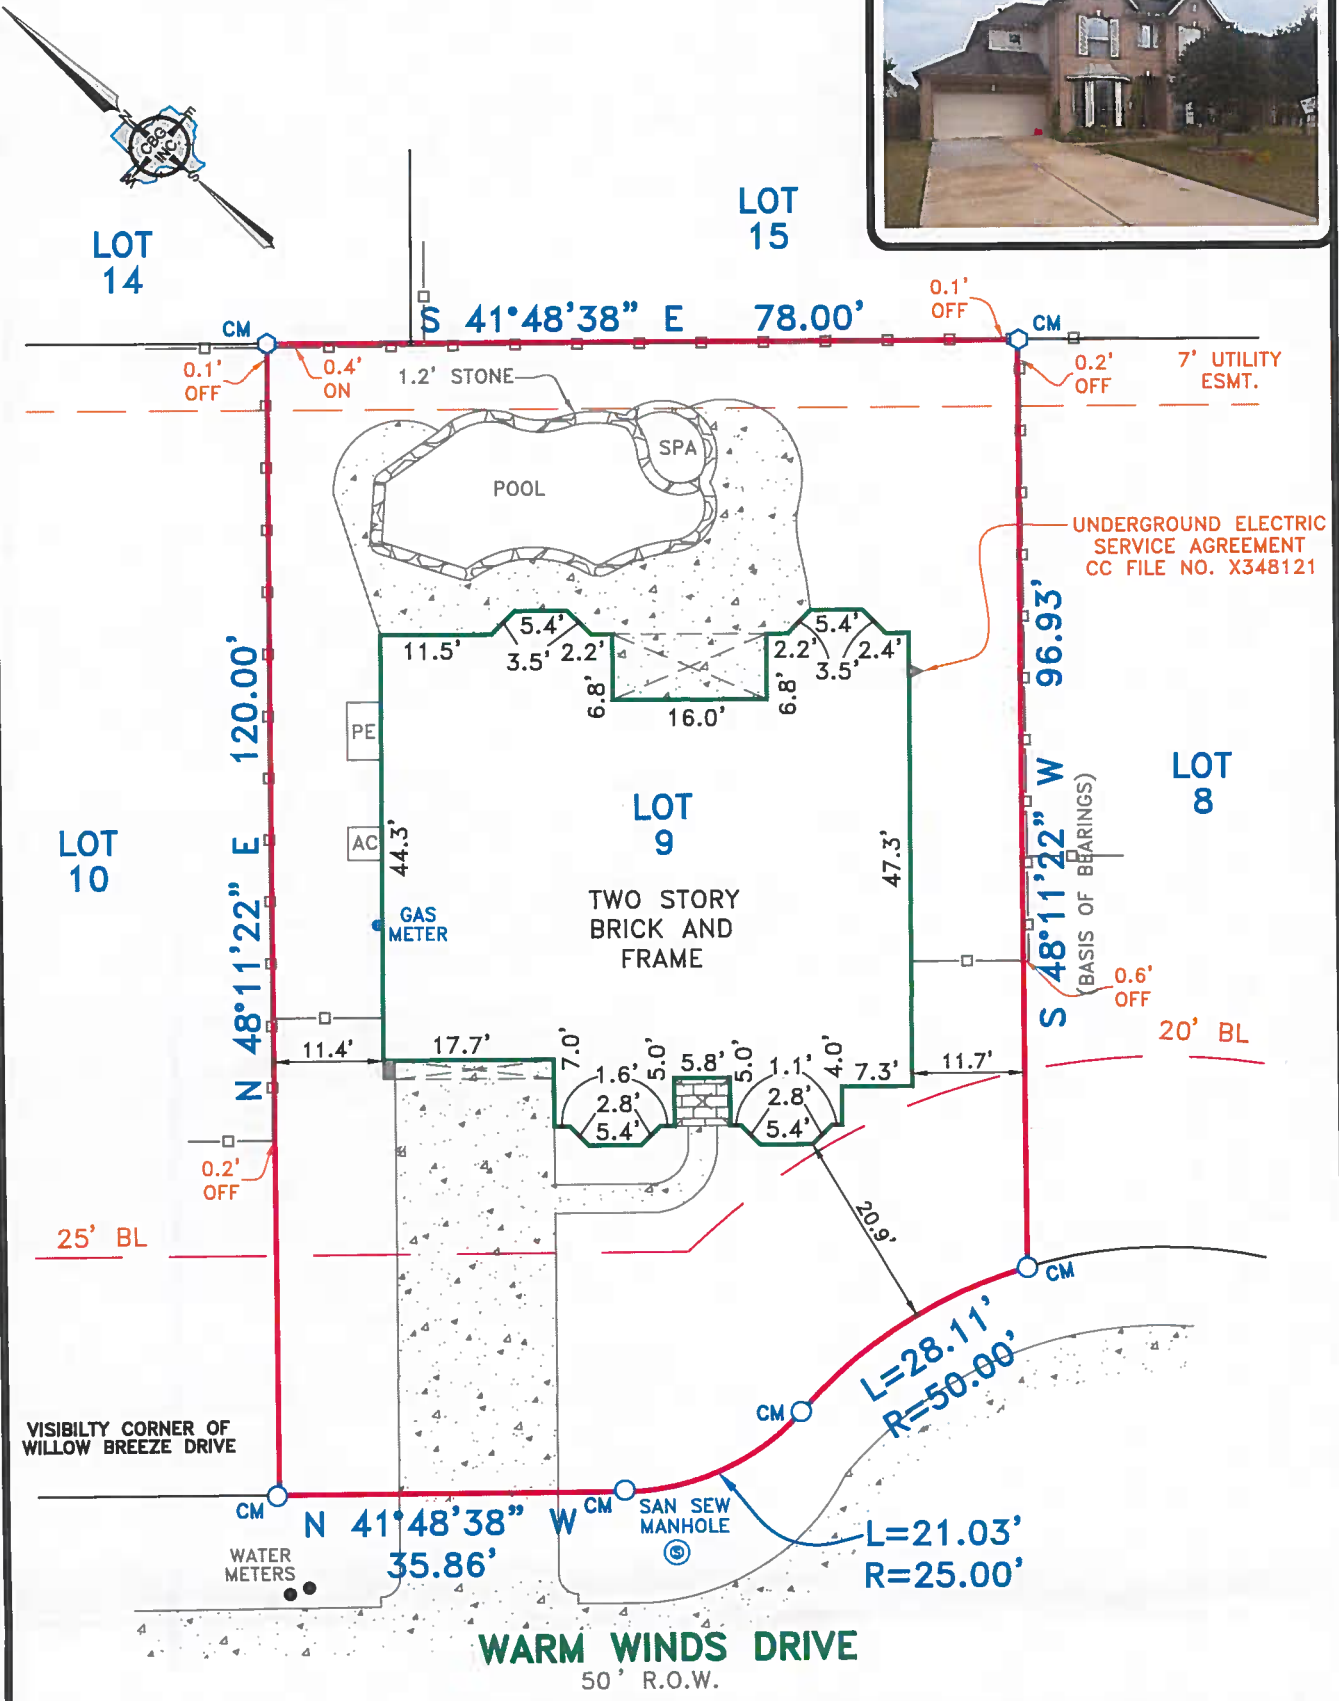 N
E
CBG
INC.
W
S
LOT
14
LOT
15
S 41°48'38" E 78.00'
CM
CM
0.1'
OFF
0.4'
ON
0.1'
OFF
0.2'
OFF
7' UTILITY
ESMT.
1.2' STONE
SPA
POOL
UNDERGROUND ELECTRIC
SERVICE AGREEMENT
CC FILE NO. X348121
N 48°11'22" E 120.00'
S 48°11'22" W 96.93'
(BASIS OF BEARINGS)
11.5'
5.4'
3.5'
2.2'
6.8'
16.0'
6.8'
2.2'
5.4'
3.5'
2.4'
PE
AC
44.3'
47.3'
GAS
METER
LOT
9
TWO STORY
BRICK AND
FRAME
LOT
10
LOT
8
0.6'
OFF
20' BL
11.4'
17.7'
7.0'
1.6'
2.8'
5.4'
5.0'
5.8'
5.0'
1.1'
2.8'
5.4'
4.0'
7.3'
11.7'
0.2'
OFF
25' BL
20.9'
CM
L=28.11'
R=50.00'
CM
VISIBILTY CORNER OF
WILLOW BREEZE DRIVE
CM
N 41°48'38" W
35.86'
CM
SAN SEW
MANHOLE
S
L=21.03'
R=25.00'
WATER
METERS
WARM WINDS DRIVE
50' R.O.W.